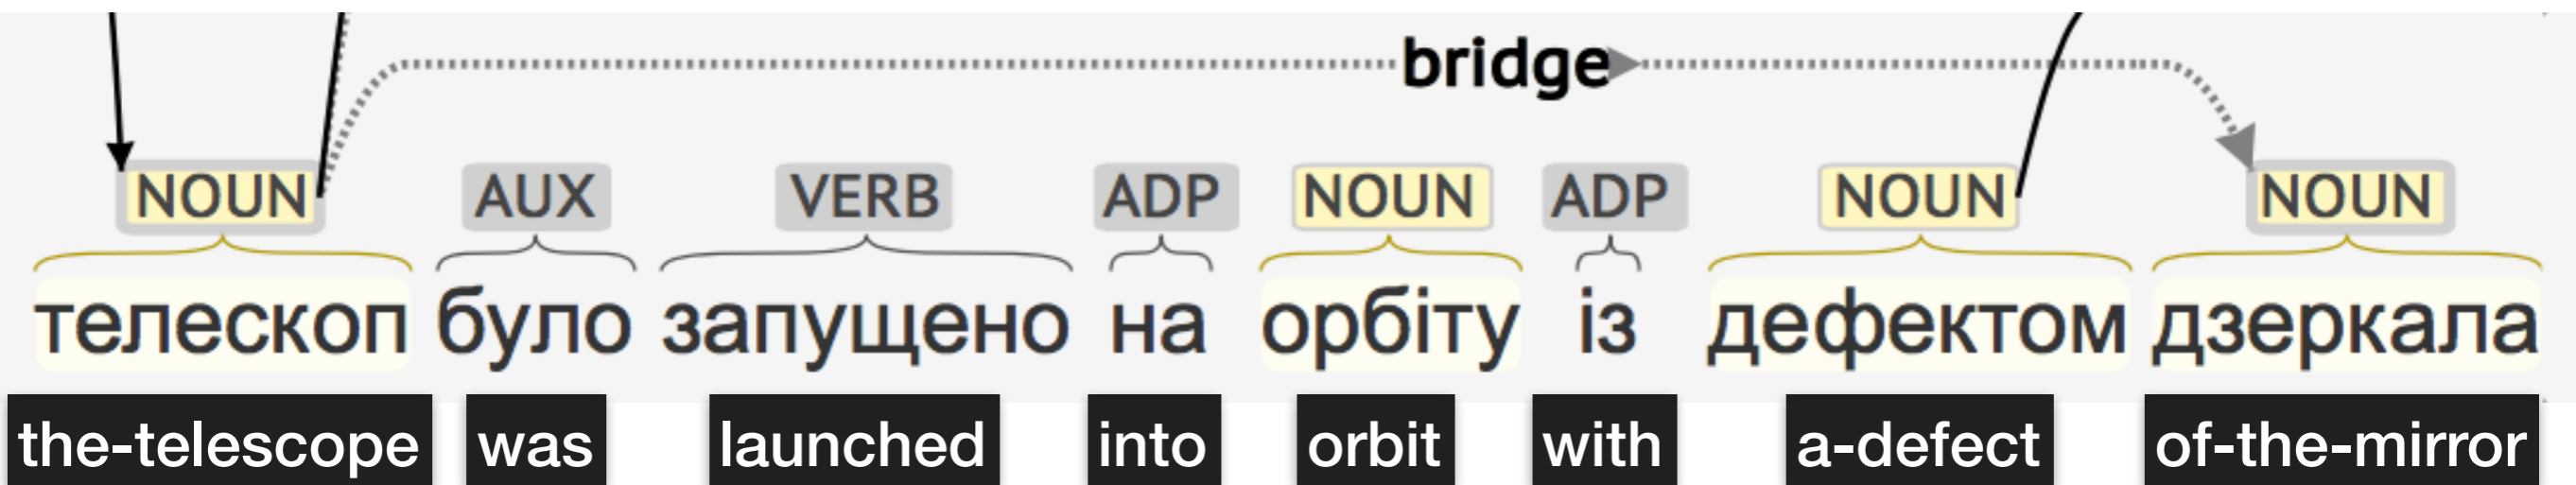 bridge
NOUN AUX VERB ADP NOUN ADP NOUN NOUN
телескоп було запущено на орбіту із дефектом дзеркала
the-telescope was launched into orbit with a-defect of-the-mirror